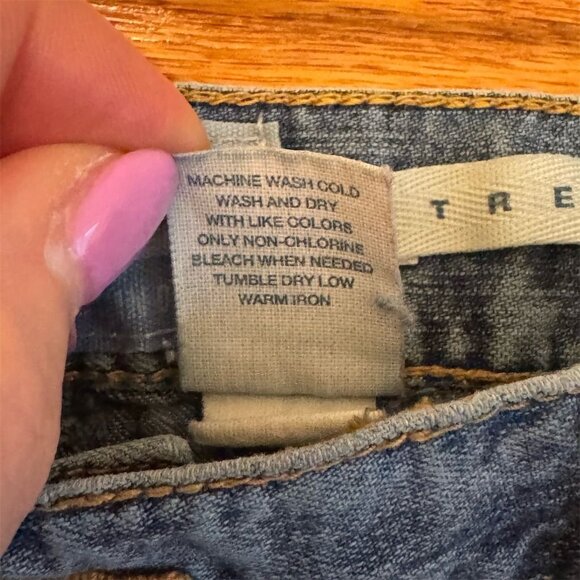 MACHINE WASH COLD
WASH AND DRY
WITH LIKE COLORS
ONLY NON-CHLORINE
BLEACH WHEN NEEDED
TUMBLE DRY LOW
WARM IRON
T R E